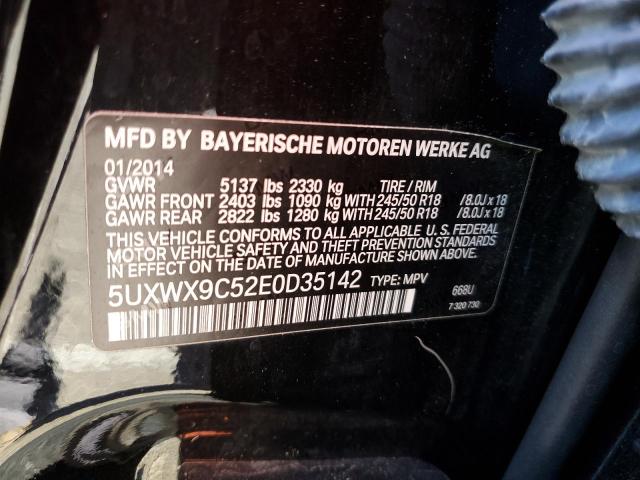 MFD BY BAYERISCHE MOTOREN WERKE AG
01/2014
GVWR 5137 lbs 2330 kg TIRE / RIM
GAWR FRONT 2403 lbs 1090 kg WITH 245/50 R18 /8.0J x 18
GAWR REAR 2822 lbs 1280 kg WITH 245/50 R18 /8.0J x 18
THIS VEHICLE CONFORMS TO ALL APPLICABLE U. S. FEDERAL
MOTOR VEHICLE SAFETY AND THEFT PREVENTION STANDARDS
IN EFFECT ON THE DATE OF MANUFACTURE SHOWN ABOVE.
5UXWX9C52E0D35142 TYPE: MPV 668U
7 320 730